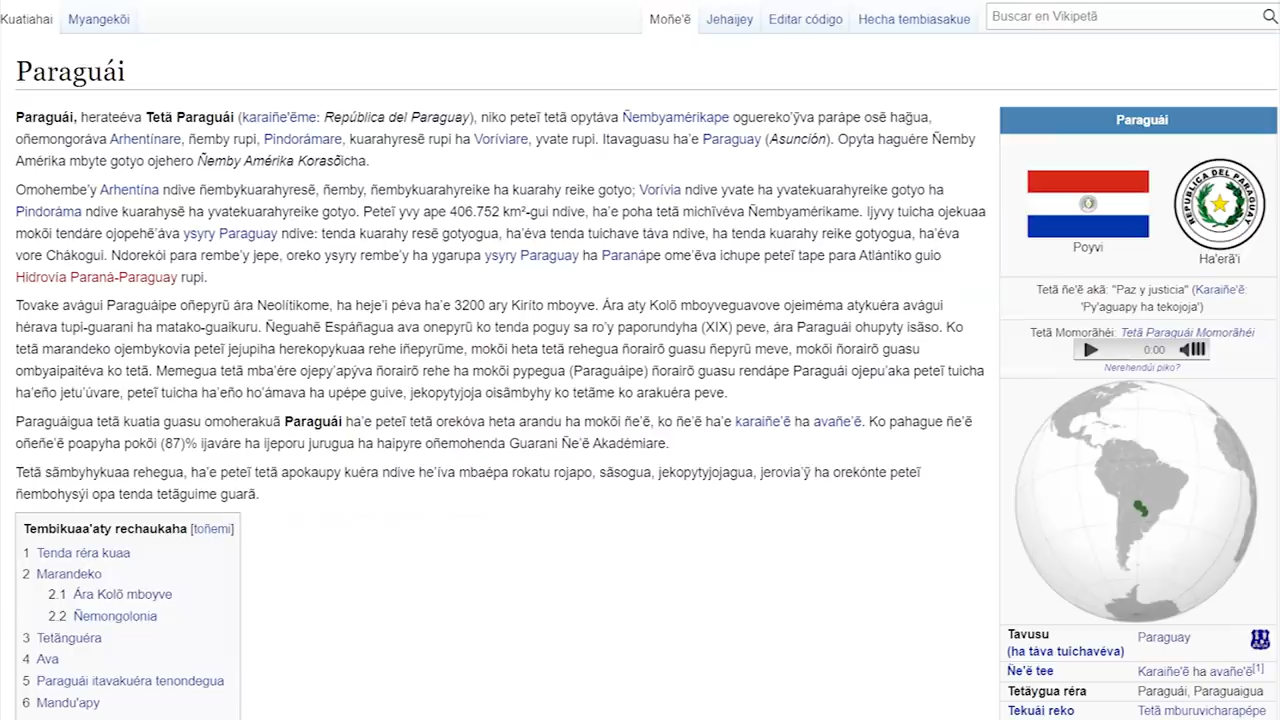 Kuatiahai Myangekõi Moñe'ẽ Jehaijey Editar código Hecha tembiasakue Buscar en Vikipetã
Paraguái
Paraguái, herateéva Tetã Paraguái (karaiñe'ẽme: República del Paraguay), niko peteĩ tetã opytáva Ñembyamérikape oguereko'ỹva parápe osẽ hag̃ua,
oñemongoráva Arhentínare, ñemby rupi, Pindorámare, kuarahyresẽ rupi ha Voríviare, yvate rupi. Itavaguasu ha'e Paraguay (Asunción). Opyta haguére Ñemby
Amérika mbyte gotyo ojehero Ñemby Amérika Korasõicha.
Omohembe'y Arhentína ndive ñembykuarahyresẽ, ñemby, ñembykuarahyreike ha kuarahy reike gotyo; Vorívia ndive yvate ha yvatekuarahyreike gotyo ha
Pindoráma ndive kuarahysẽ ha yvatekuarahyreike gotyo. Peteĩ yvy ape 406.752 km²-gui ndive, ha'e poha tetã michĩvéva Ñembyamérikame. Ijyvy tuicha ojekuaa
mokõi tendáre ojopehẽ'áva ysyry Paraguay ndive: tenda kuarahy resẽ gotyogua, ha'éva tenda tuichave táva ndive, ha tenda kuarahy reike gotyogua, ha'éva
vore Chákogui. Ndorekói para rembe'y jepe, oreko ysyry rembe'y ha ygarupa ysyry Paraguay ha Paranápe ome'ẽva ichupe peteĩ tape para Atlántiko guio
Hidrovía Paraná-Paraguay rupi.
Tovake avágui Paraguáipe oñepyrũ ára Neolítikome, ha heje'i péva ha'e 3200 ary Kiríto mboyve. Ára aty Kolõ mboyveguavove ojeiméma atykuéra avágui
hérava tupi-guarani ha matako-guaikuru. Ñeguahẽ Espáñagua ava onepyrũ ko tenda poguy sa ro'y paporundyha (XIX) peve, ára Paraguái ohupyty isãso. Ko
tetã marandeko ojembykovia peteĩ jejupiha herekopykuaa rehe iñepyrũme, mokõi heta tetã rehegua ñorairõ guasu ñepyrũ meve, mokõi ñorairõ guasu
ombyaipaitéva ko tetã. Memegua tetã mba'ére ojepy'apýva ñorairõ rehe ha mokõi pypegua (Paraguáipe) ñorairõ guasu rendápe Paraguái ojepu'aka peteĩ tuicha
ha'eño jetu'úvare, peteĩ tuicha ha'eño ho'ámava ha upépe guive, jekopytyjoja oisãmbyhy ko tetãme ko arakuéra peve.
Paraguáigua tetã kuatia guasu omoherakuã Paraguái ha'e peteĩ tetã orekóva heta arandu ha mokõi ñe'ẽ, ko ñe'ẽ ha'e karaiñe'ẽ ha avañe'ẽ. Ko pahague ñe'ẽ
oñeñe'ẽ poapyha pokõi (87)% ijaváre ha ijeporu jurugua ha haipyre oñemohenda Guarani Ñe'ẽ Akadémiare.
Tetã sãmbyhykuaa rehegua, ha'e peteĩ tetã apokaupy kuéra ndive he'íva mbaépa rokatu rojapo, sãsogua, jekopytyjojagua, jerovia'ỹ ha orekónte peteĩ
ñembohysýi opa tenda tetãguime guarã.
Tembikuaa'aty rechaukaha [toñemi]
1 Tenda réra kuaa
2 Marandeko
2.1 Ára Kolõ mboyve
2.2 Ñemongolonia
3 Tetãnguéra
4 Ava
5 Paraguái itavakuéra tenondegua
6 Mandu'apy
Paraguái
REPUBLICA DEL PARAGUAY
Poyvi
Ha'erã'i
Tetã ñe'ẽ akã: "Paz y justicia" (Karaiñe'ẽ:
'Py'aguapy ha tekojoja')
Tetã Momorãhéi: Tetã Paraguái Momorãhéi
0:00
Nerehendúi piko?
Tavusu Paraguay
(ha táva tuichavéva)
Ñe'ẽ tee Karaiñe'ẽ ha avañe'ẽ[1]
Tetãygua réra Paraguái, Paraguaigua
Tekuái reko Tetã mburuvicharapépe